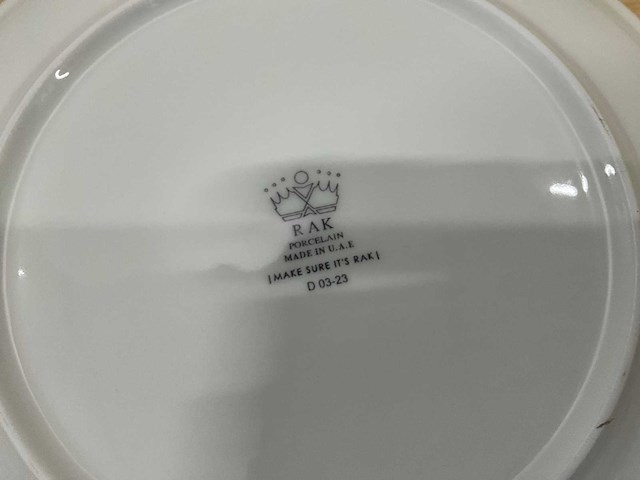 RAK
PORCELAIN
MADE IN U.A.E
|MAKE SURE IT'S RAK|
D 03-23